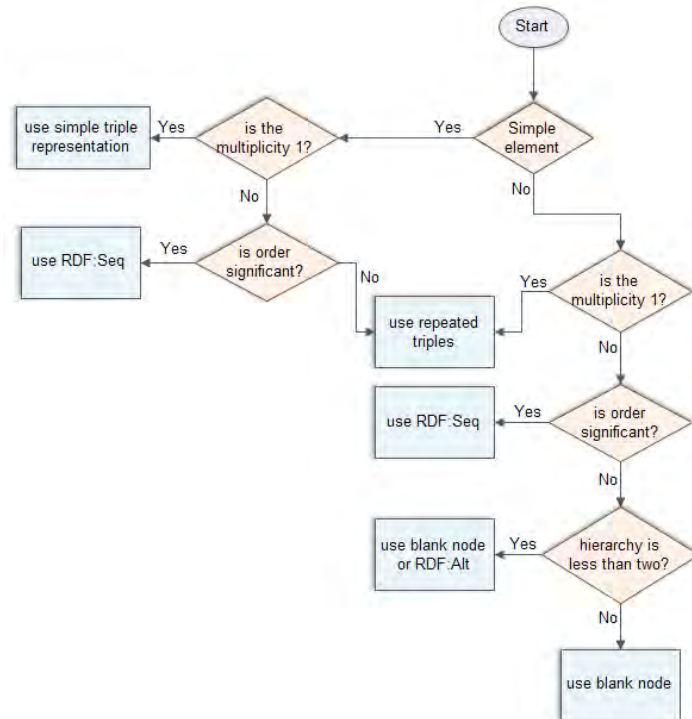 Start
Simple
element
Yes
No
is the
multiplicity 1?
Yes
No
use simple triple
representation
is order
significant?
Yes
No
use RDF:Seq
is the
multiplicity 1?
Yes
No
use repeated
triples
is order
significant?
Yes
No
use RDF:Seq
hierarchy is
less than two?
Yes
No
use blank node
or RDF:Alt
use blank node